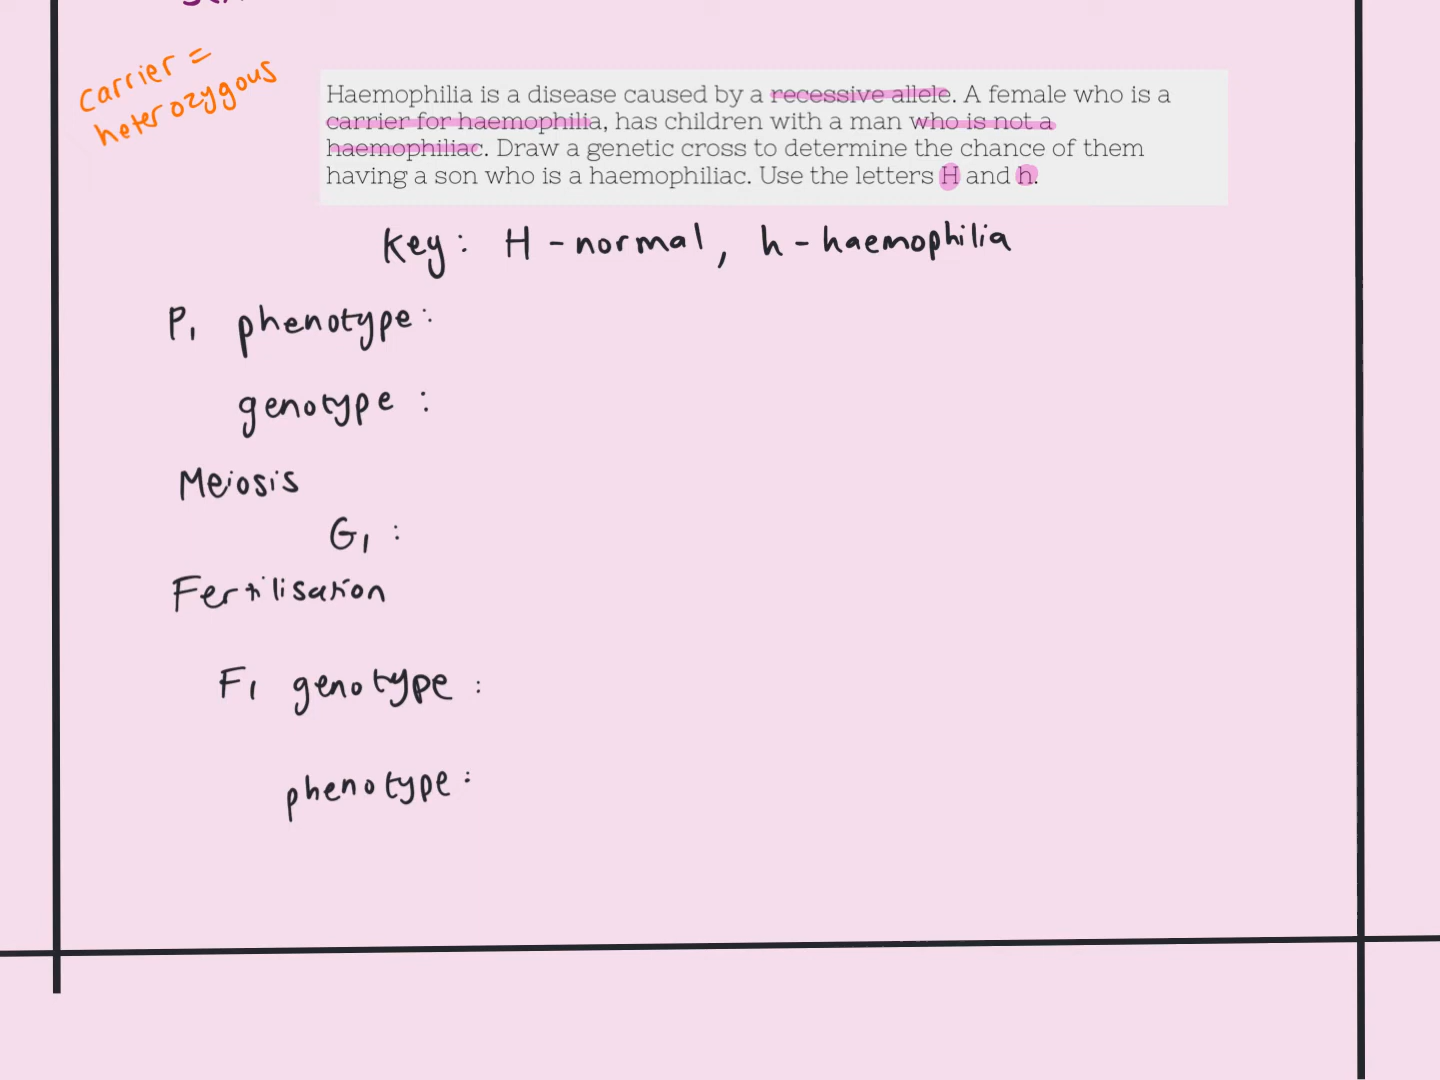 carrier =
heterozygous
Haemophilia is a disease caused by a recessive allele. A female who is a
carrier for haemophilia, has children with a man who is not a
haemophiliac. Draw a genetic cross to determine the chance of them
having a son who is a haemophiliac. Use the letters H and h.
Key: H - normal, h - haemophilia
P1 phenotype:
genotype :
Meiosis
G1 :
Fertilisation
F1 genotype :
phenotype: